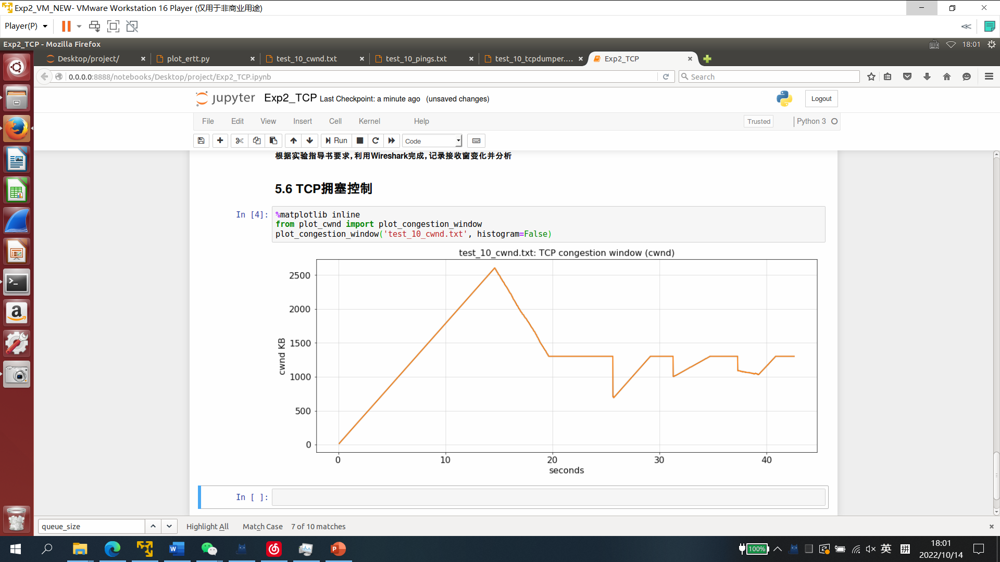 Exp2_VM_NEW- VMware Workstation 16 Player (仅用于非商业用途)
Player(P)
Exp2_TCP - Mozilla Firefox
18:01
Desktop/project/
plot_ertt.py
test_10_cwnd.txt
test_10_pings.txt
test_10_tcpdumper....
Exp2_TCP
0.0.0.0:8888/notebooks/Desktop/project/Exp2_TCP.ipynb
Search
jupyter
Exp2_TCP Last Checkpoint: a minute ago (unsaved changes)
Logout
File Edit View Insert Cell Kernel Help
Trusted
Python 3
Run
Code
根据实验指导书要求，利用Wireshark完成，记录接收窗变化并分析
5.6 TCP拥塞控制
In [4]:
%matplotlib inline
from plot_cwnd import plot_congestion_window
plot_congestion_window('test_10_cwnd.txt', histogram=False)
test_10_cwnd.txt: TCP congestion window (cwnd)
2500
2000
1500
1000
500
0
cwnd KB
0 10 20 30 40
seconds
In [ ]:
queue_size
Highlight All
Match Case
7 of 10 matches
100%
英
拼
18:01
2022/10/14